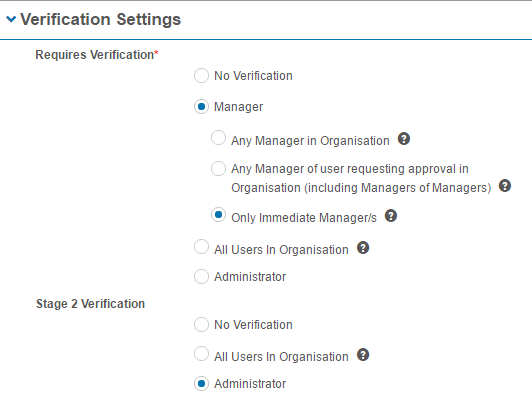 Verification Settings
Requires Verification*
No Verification
Manager
Any Manager in Organisation ?
Any Manager of user requesting approval in
Organisation (including Managers of Managers) ?
Only Immediate Manager/s ?
All Users In Organisation ?
Administrator
Stage 2 Verification
No Verification
All Users In Organisation ?
Administrator